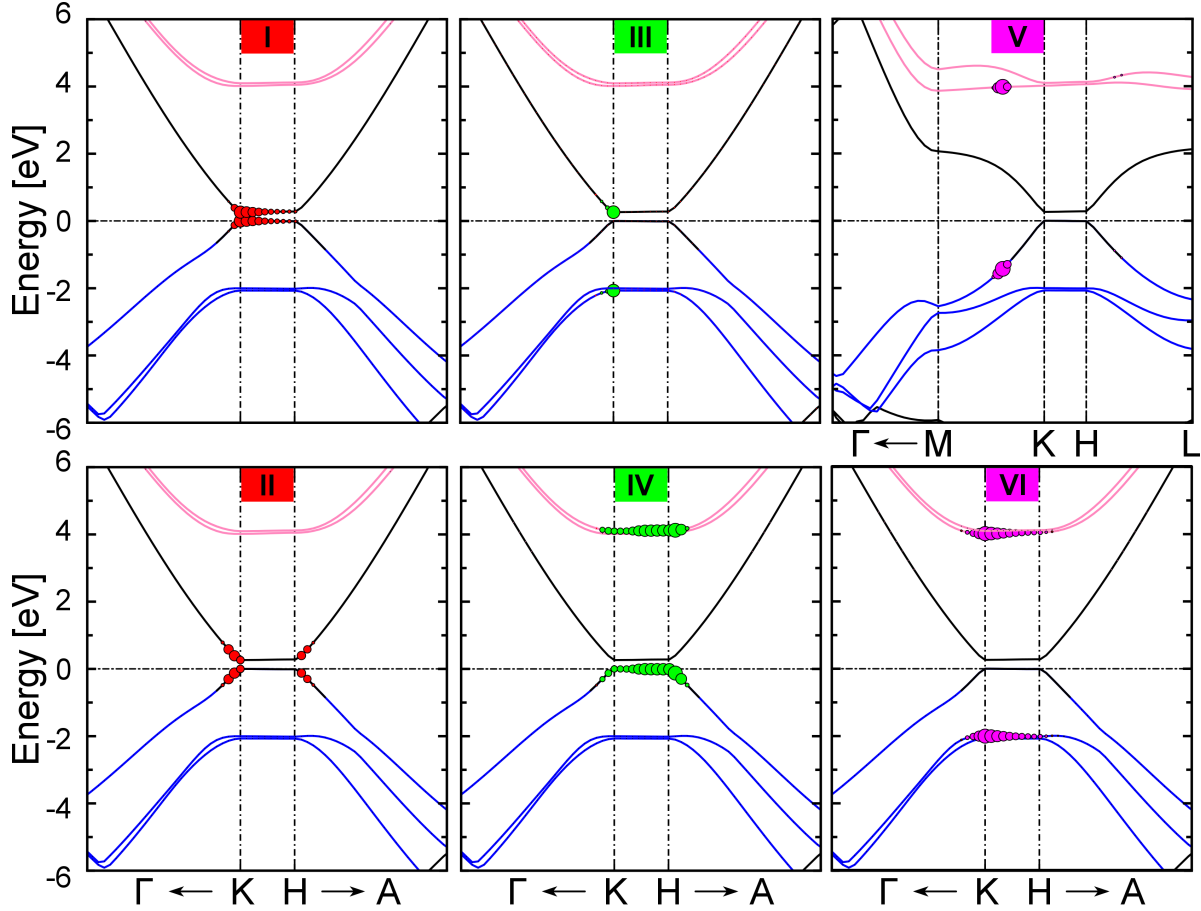 6
4
2
0
-2
-4
-6
Energy [eV]
I
III
V
Γ ← M K H L
6
4
2
0
-2
-4
-6
Energy [eV]
II
IV
VI
Γ ← K H → A
Γ ← K H → A
Γ ← K H → A